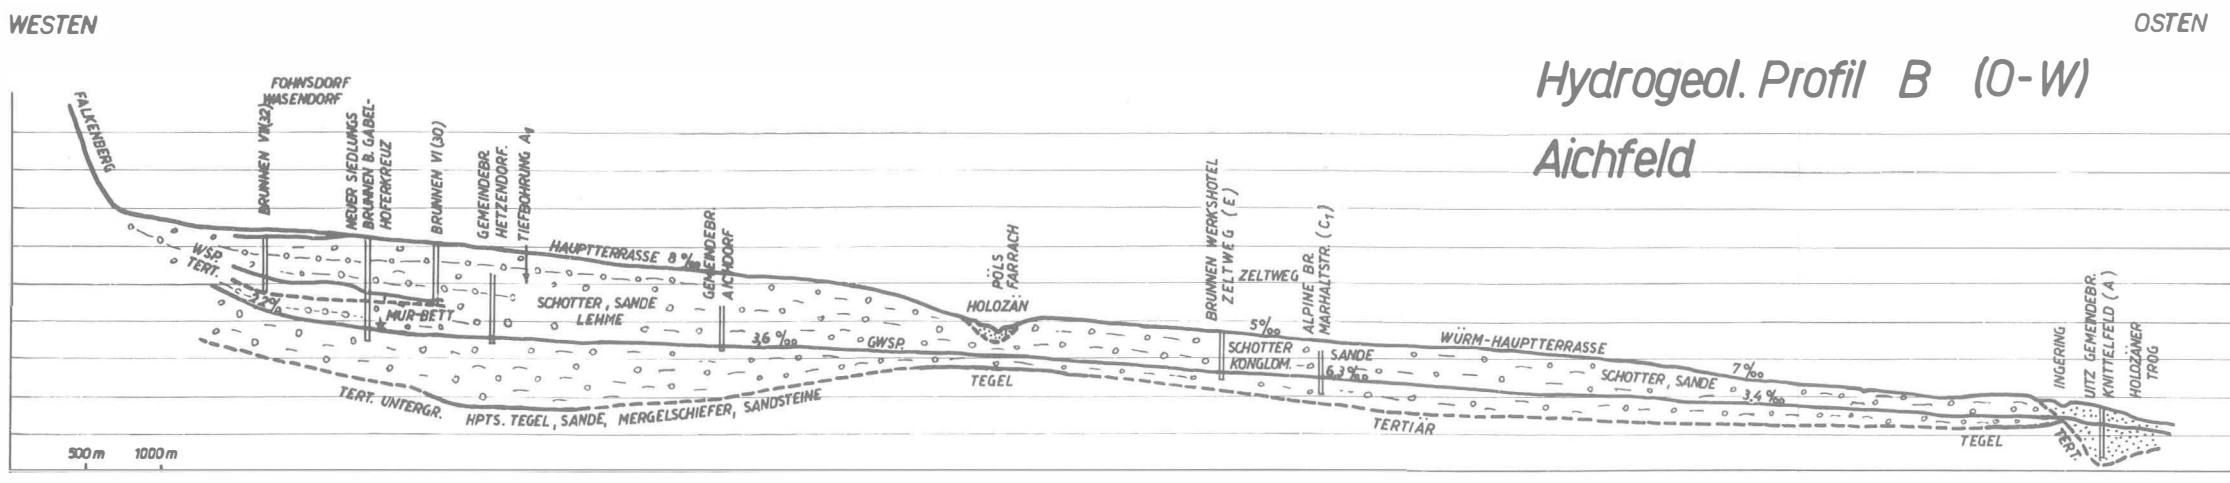 WESTEN
OSTEN
Hydrogeol. Profil B (O-W)
Aichfeld
FALKENBERG
FOHNSDORF
WASENDORF
BRUNNEN VII(32)
NEUER SIEDLUNGS
BRUNNEN B. GABEL-
HOFERKREUZ
BRUNNEN VI (30)
GEMEINDEBR.
HETZENDORF.
TIEFBOHRUNG A1
WSP.
TERT.
2,2%
MUR-BETT
HAUPTTERRASSE 8 ‰
SCHOTTER, SANDE
LEHME
GEMEINDEBR.
AICHDORF
3,6 ‰
GWSP.
TERT. UNTERGR.
HPTS. TEGEL, SANDE, MERGELSCHIEFER, SANDSTEINE
PÖLS
FARRACH
HOLOZÄN
TEGEL
BRUNNEN WERKSHOTEL
ZELTWEG (E)
ZELTWEG
ALPINE BR.
MARHALTSTR. (C1)
5‰
SCHOTTER
KONGLOM.
SANDE
6,3‰
WÜRM-HAUPTTERRASSE
SCHOTTER, SANDE
7‰
3,4 ‰
TERTIÄR
TEGEL
INGERING
UITZ GEMEINDEBR.
KNITTELFELD (A)
HOLOZÄNER
TROG
TERT.
500m
1000m